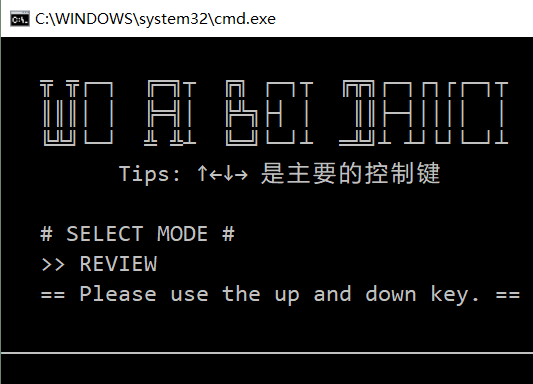 C:\WINDOWS\system32\cmd.exe
WO AI BEI DANCI
Tips: ↑←↓→ 是主要的控制键
# SELECT MODE #
>> REVIEW
== Please use the up and down key. ==